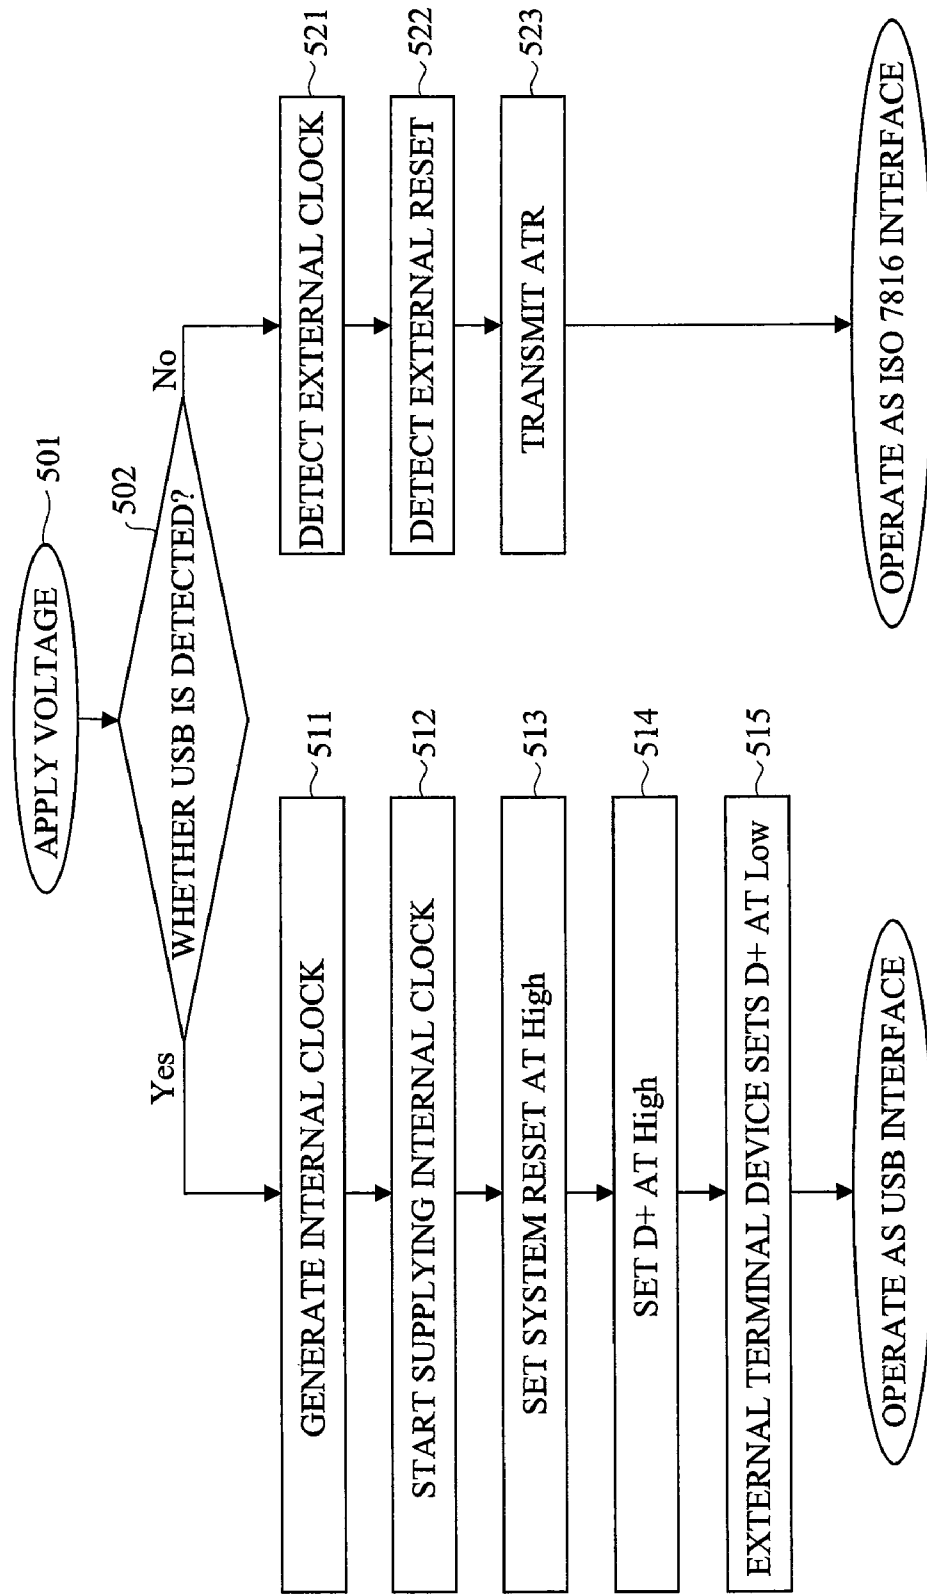 APPLY VOLTAGE
501
WHETHER USB IS DETECTED?
502
Yes
No
GENERATE INTERNAL CLOCK
511
START SUPPLYING INTERNAL CLOCK
512
SET SYSTEM RESET AT High
513
SET D+ AT High
514
EXTERNAL TERMINAL DEVICE SETS D+ AT Low
515
OPERATE AS USB INTERFACE
DETECT EXTERNAL CLOCK
521
DETECT EXTERNAL RESET
522
TRANSMIT ATR
523
OPERATE AS ISO 7816 INTERFACE